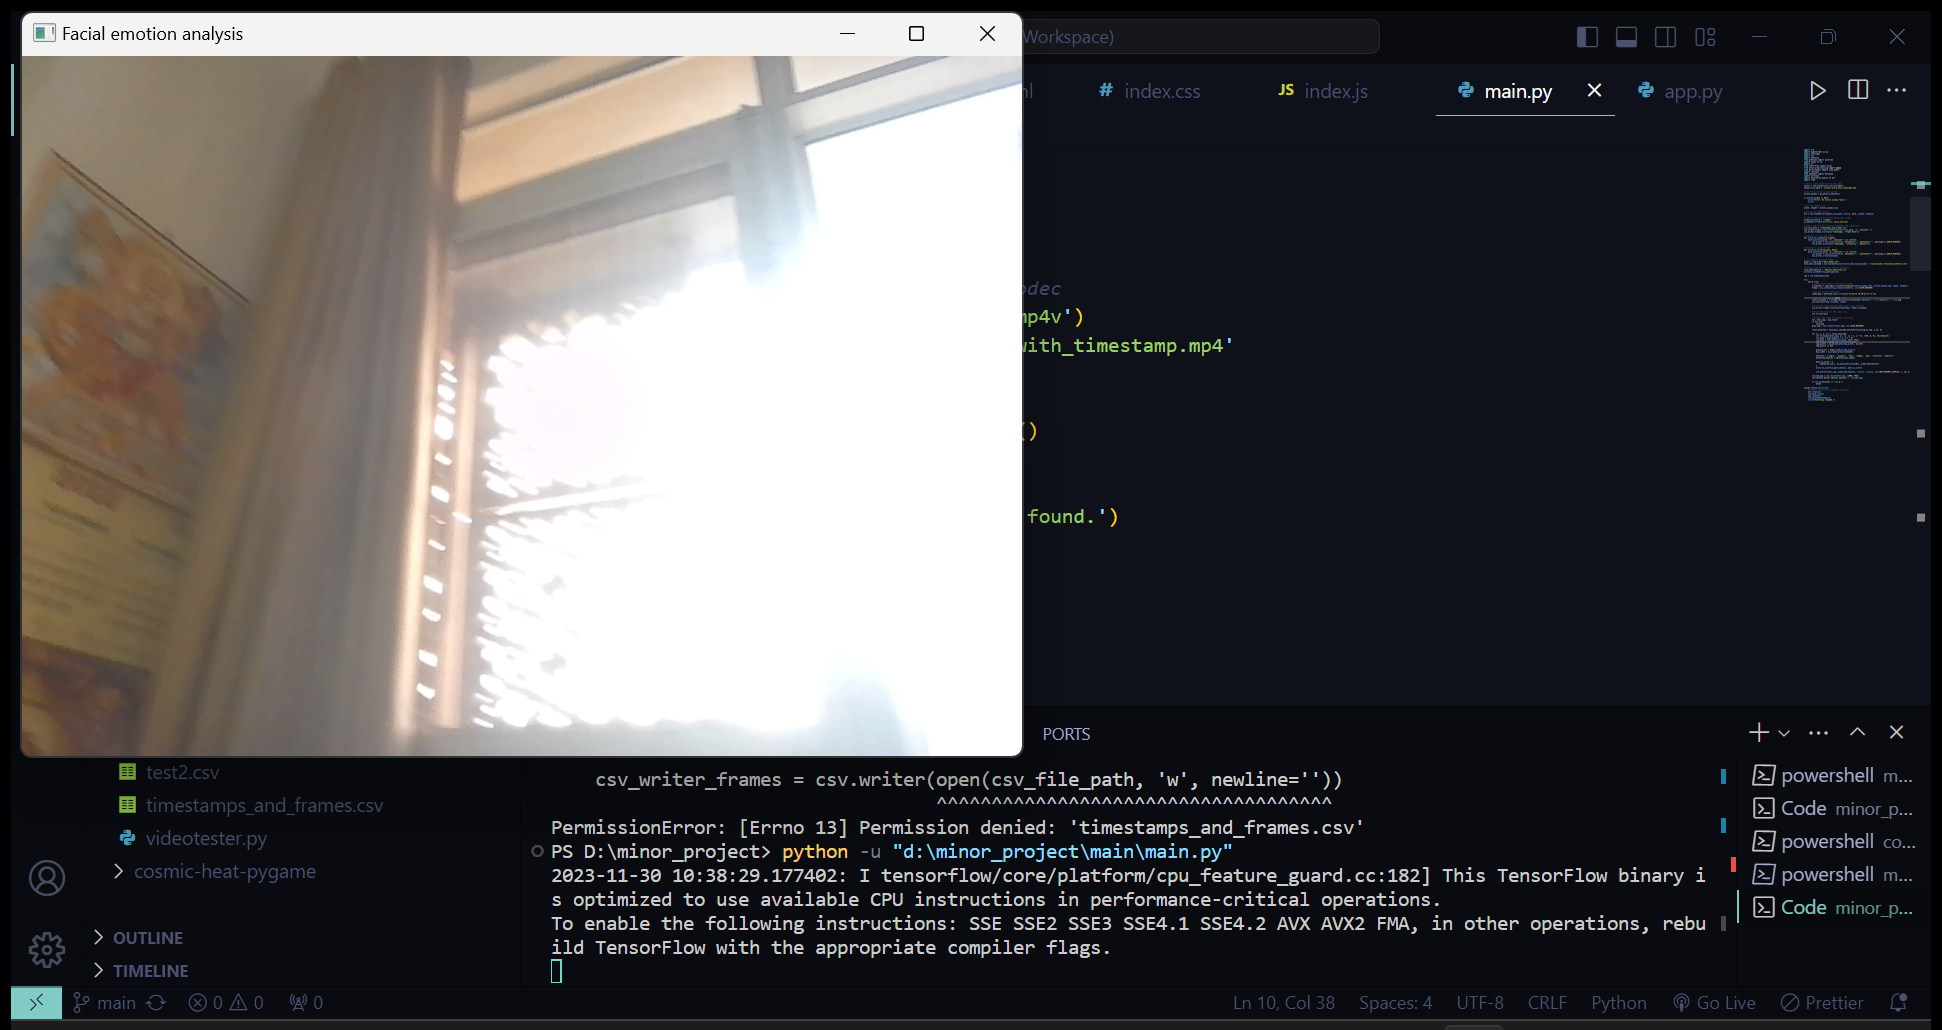 Facial emotion analysis
Workspace)
index.css
JS index.js
main.py
app.py
mp4v')
with_timestamp.mp4'
()
found.')
PORTS
test2.csv
timestamps_and_frames.csv
videotester.py
cosmic-heat-pygame
OUTLINE
TIMELINE
csv_writer_frames = csv.writer(open(csv_file_path, 'w', newline=''))
^^^^^^^^^^^^^^^^^^^^^^^^^^^^^^^^^^^^
PermissionError: [Errno 13] Permission denied: 'timestamps_and_frames.csv'
PS D:\minor_project> python -u "d:\minor_project\main\main.py"
2023-11-30 10:38:29.177402: I tensorflow/core/platform/cpu_feature_guard.cc:182] This TensorFlow binary i
s optimized to use available CPU instructions in performance-critical operations.
To enable the following instructions: SSE SSE2 SSE3 SSE4.1 SSE4.2 AVX AVX2 FMA, in other operations, rebu
ild TensorFlow with the appropriate compiler flags.
powershell m...
Code minor_p...
powershell co...
powershell m...
Code minor_p...
main
0 0
0
Ln 10, Col 38
Spaces: 4
UTF-8
CRLF
Python
Go Live
Prettier